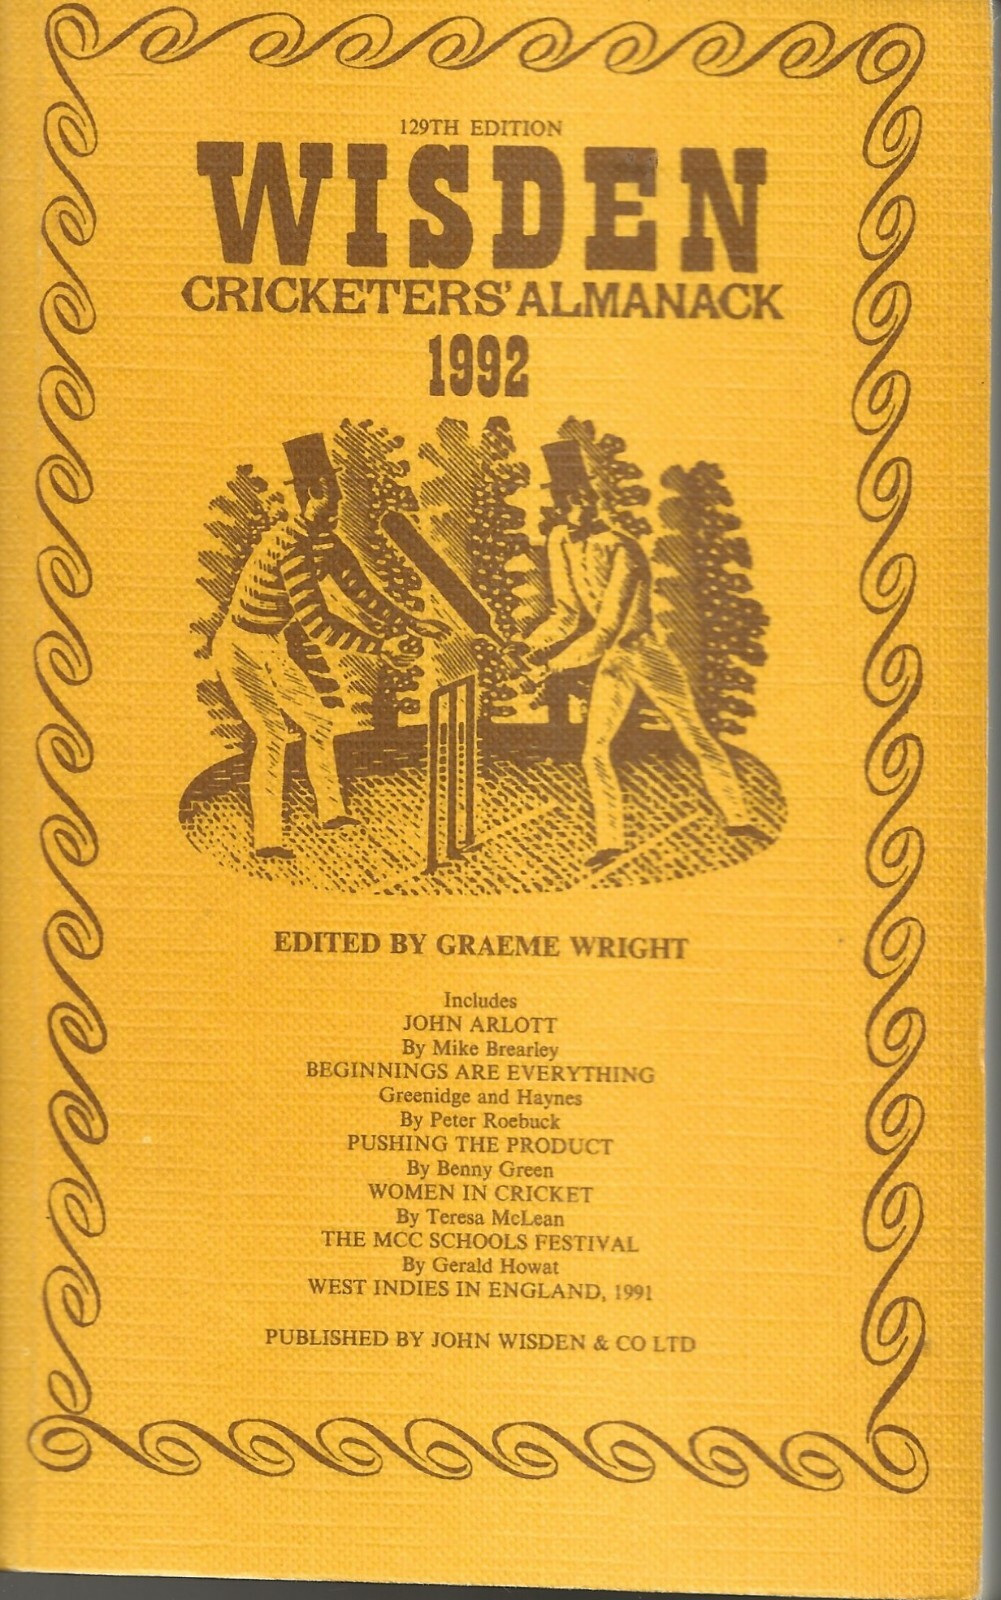 129TH EDITION
WISDEN
CRICKETERS' ALMANACK
1992
EDITED BY GRAEME WRIGHT
Includes
JOHN ARLOTT
By Mike Brearley
BEGINNINGS ARE EVERYTHING
Greenidge and Haynes
By Peter Roebuck
PUSHING THE PRODUCT
By Benny Green
WOMEN IN CRICKET
By Teresa McLean
THE MCC SCHOOLS FESTIVAL
By Gerald Howat
WEST INDIES IN ENGLAND, 1991
PUBLISHED BY JOHN WISDEN & CO LTD